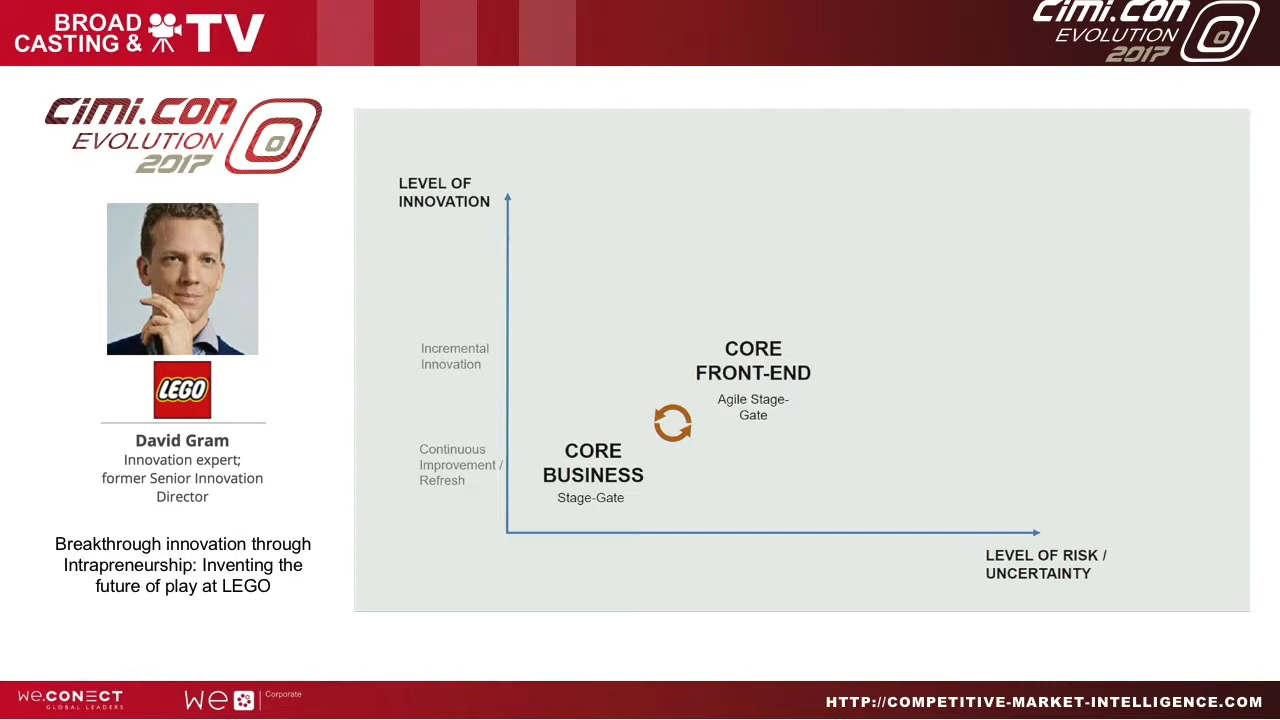 BROAD
CASTING & TV
cimi.con
EVOLUTION
2017
cimi.con
EVOLUTION
2017
LEGO
David Gram
Innovation expert;
former Senior Innovation
Director
Breakthrough innovation through
Intrapreneurship: Inventing the
future of play at LEGO
LEVEL OF
INNOVATION
Incremental
Innovation
Continuous
Improvement /
Refresh
CORE
FRONT-END
Agile Stage-
Gate
CORE
BUSINESS
Stage-Gate
LEVEL OF RISK /
UNCERTAINTY
we.CONECT
GLOBAL LEADERS
we
Corporate
HTTP://COMPETITIVE-MARKET-INTELLIGENCE.COM